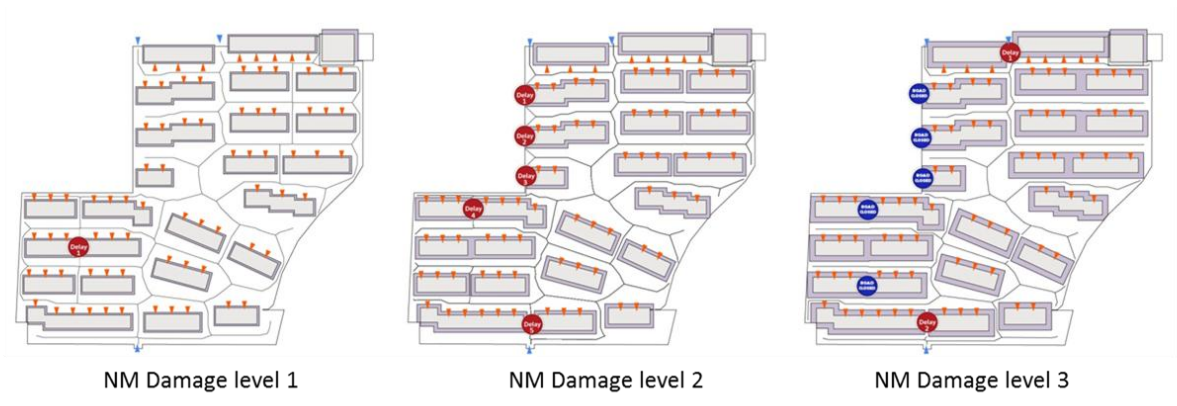 Delay
1
Delay
1
Delay
2
Delay
3
Delay
4
Delay
5
Delay
1
ROAD
CLOSED
ROAD
CLOSED
ROAD
CLOSED
ROAD
CLOSED
ROAD
CLOSED
Delay
2
NM Damage level 1
NM Damage level 2
NM Damage level 3